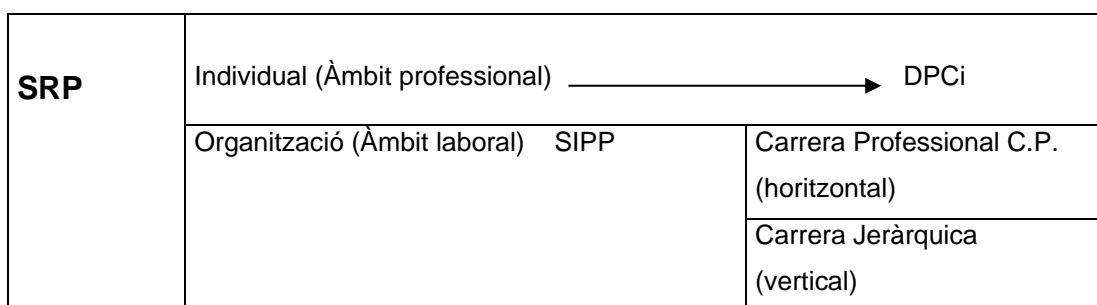 SRP
Individual (Àmbit professional) DPCi
Organització (Àmbit laboral) SIPP
Carrera Professional C.P.
(horitzontal)
Carrera Jeràrquica
(vertical)